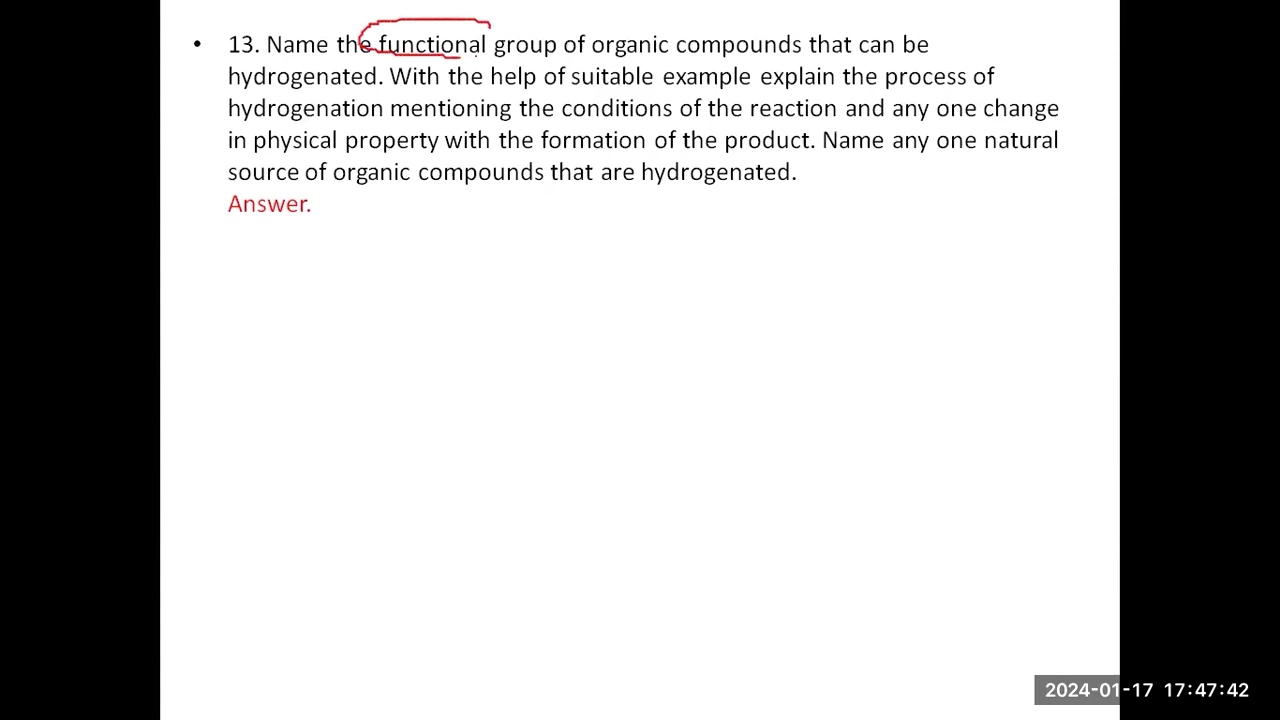 • 13. Name the functional group of organic compounds that can be
hydrogenated. With the help of suitable example explain the process of
hydrogenation mentioning the conditions of the reaction and any one change
in physical property with the formation of the product. Name any one natural
source of organic compounds that are hydrogenated.
Answer.
2024-01-17 17:47:42